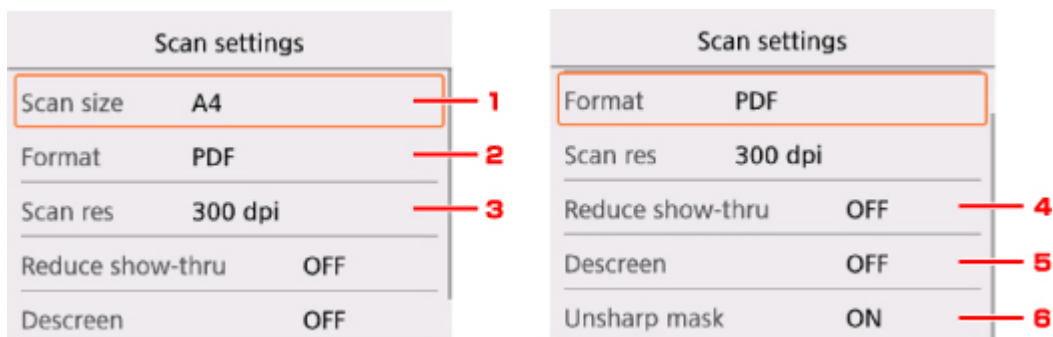 Scan settings
Scan size A4 1
Format PDF 2
Scan res 300 dpi 3
Reduce show-thru OFF
Descreen OFF
Scan settings
Format PDF
Scan res 300 dpi
Reduce show-thru OFF 4
Descreen OFF 5
Unsharp mask ON 6